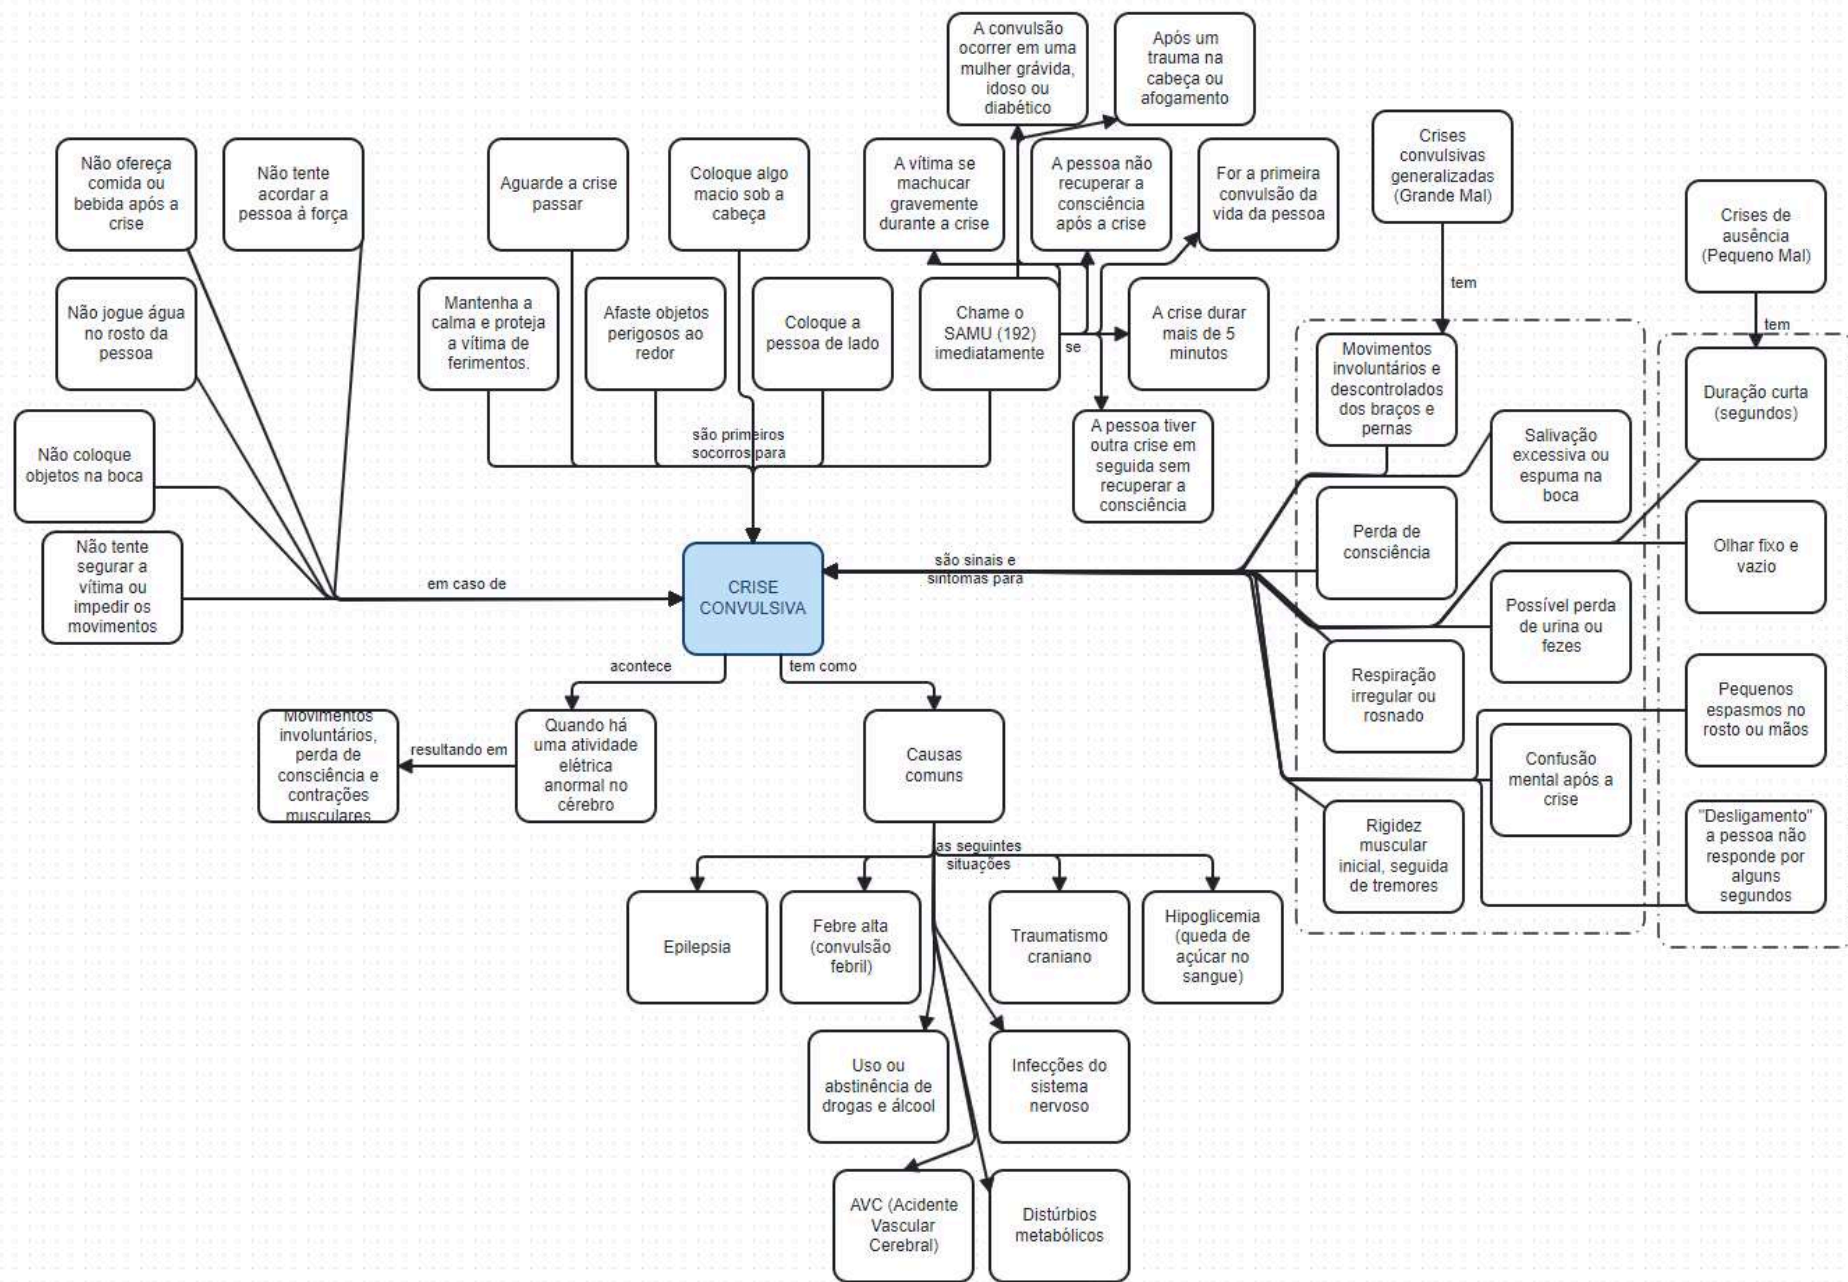 A convulsão
ocorrer em uma
mulher grávida,
idoso ou
diabético
Após um
trauma na
cabeça ou
afogamento
Não ofereça
comida ou
bebida após a
crise
Não tente
acordar a
pessoa à força
Aguarde a crise
passar
Coloque algo
macio sob a
cabeça
A vítima se
machucar
gravemente
durante a crise
A pessoa não
recuperar a
consciência
após a crise
For a primeira
convulsão da
vida da pessoa
Crises
convulsivas
generalizadas
(Grande Mal)
Crises de
ausência
(Pequeno Mal)
tem
tem
Não jogue água
no rosto da
pessoa
Mantenha a
calma e proteja
a vítima de
ferimentos.
Afaste objetos
perigosos ao
redor
Coloque a
pessoa de lado
Chame o
SAMU (192)
imediatamente
se
A crise durar
mais de 5
minutos
Movimentos
involuntários e
descontrolados
dos braços e
pernas
Duração curta
(segundos)
Não coloque
objetos na boca
são primeiros
socorros para
A pessoa tiver
outra crise em
seguida sem
recuperar a
consciência
Salivação
excessiva ou
espuma na
boca
Perda de
consciência
Olhar fixo e
vazio
Não tente
segurar a
vítima ou
impedir os
movimentos
em caso de
CRISE
CONVULSIVA
são sinais e
sintomas para
Possível perda
de urina ou
fezes
Respiração
irregular ou
rosnado
Pequenos
espasmos no
rosto ou mãos
acontece
tem como
Movimentos
involuntários,
perda de
consciência e
contrações
musculares
resultando em
Quando há
uma atividade
elétrica
anormal no
cérebro
Causas
comuns
Confusão
mental após a
crise
Rigidez
muscular
inicial, seguida
de tremores
"Desligamento"
a pessoa não
responde por
alguns
segundos
as seguintes
situações
Epilepsia
Febre alta
(convulsão
febril)
Traumatismo
craniano
Hipoglicemia
(queda de
açúcar no
sangue)
Uso ou
abstinência de
drogas e álcool
Infecções do
sistema
nervoso
AVC (Acidente
Vascular
Cerebral)
Distúrbios
metabólicos